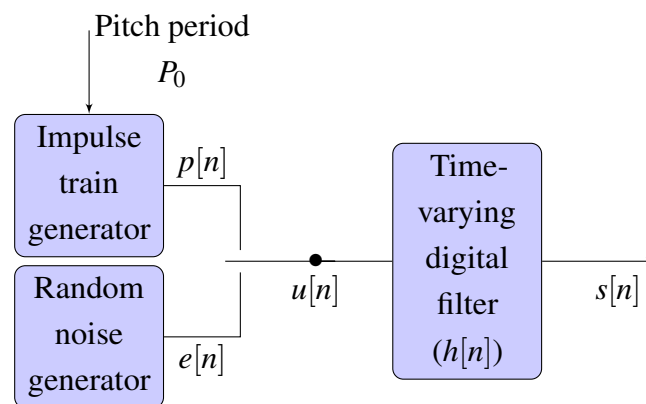 Pitch period
P₀
Impulse
train
generator
p[n]
Random
noise
generator
e[n]
u[n]
Time-
varying
digital
filter
(h[n])
s[n]